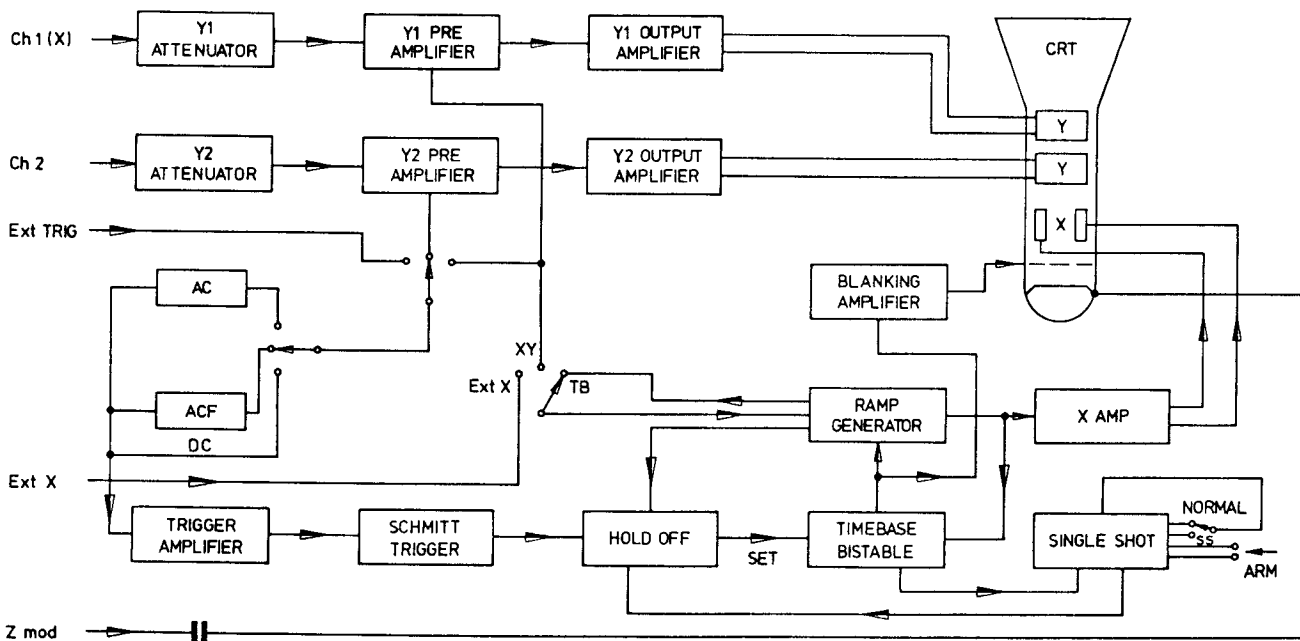 Ch 1 (X)
Y1
ATTENUATOR
Y1 PRE
AMPLIFIER
Y1 OUTPUT
AMPLIFIER
CRT
Y
Ch 2
Y2
ATTENUATOR
Y2 PRE
AMPLIFIER
Y2 OUTPUT
AMPLIFIER
Y
Ext TRIG
X
AC
BLANKING
AMPLIFIER
XY
Ext X
TB
ACF
RAMP
GENERATOR
X AMP
DC
Ext X
TRIGGER
AMPLIFIER
SCHMITT
TRIGGER
HOLD OFF
SET
TIMEBASE
BISTABLE
SINGLE SHOT
NORMAL
SS
ARM
Z mod